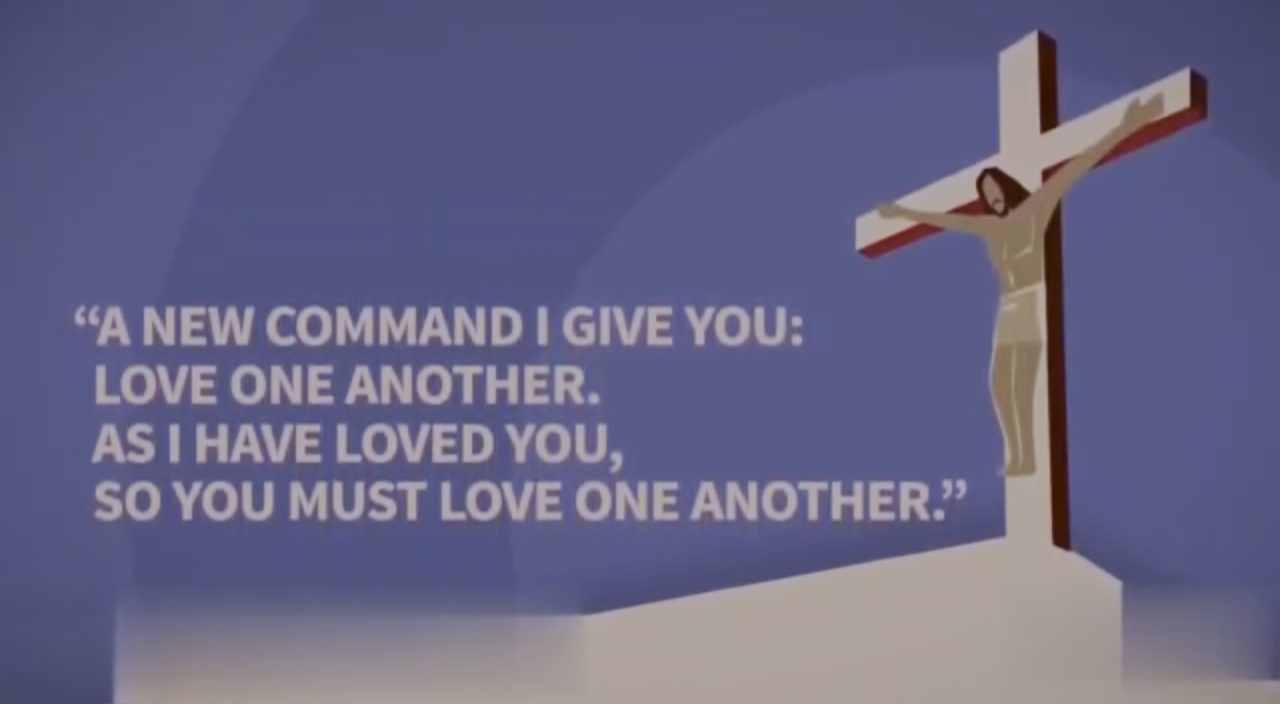 “A NEW COMMAND I GIVE YOU:
LOVE ONE ANOTHER.
AS I HAVE LOVED YOU,
SO YOU MUST LOVE ONE ANOTHER.”